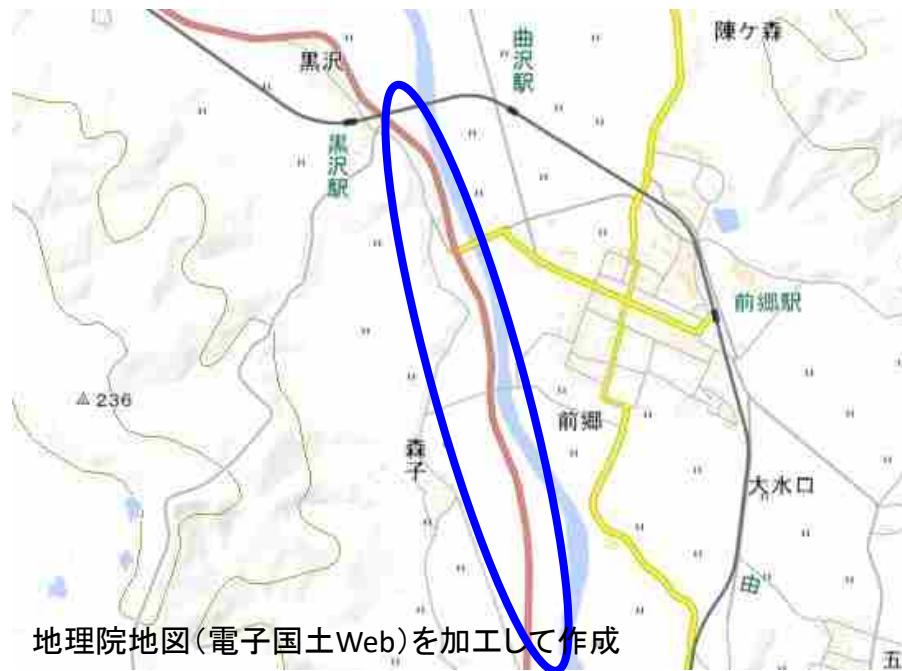 陣ケ森
曲沢駅
黒沢
黒沢駅
前郷駅
236
前郷
森子
大水口
由
五
地理院地図(電子国土Web)を加工して作成